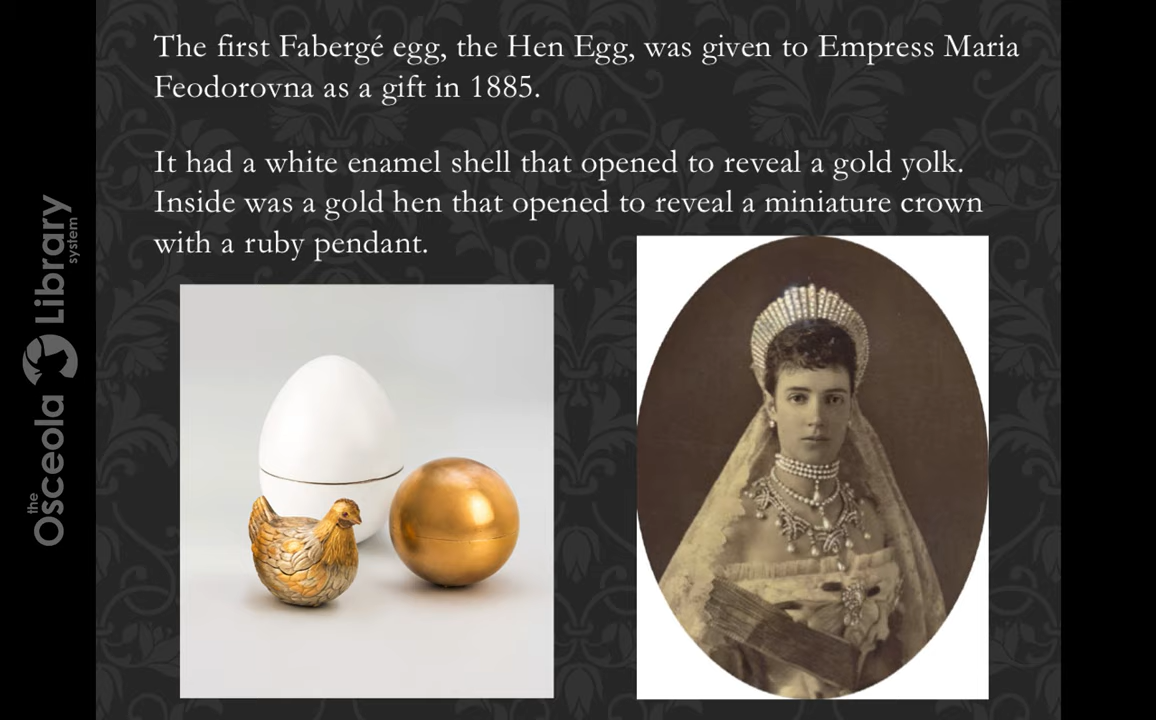 The first Fabergé egg, the Hen Egg, was given to Empress Maria
Feodorovna as a gift in 1885.
It had a white enamel shell that opened to reveal a gold yolk.
Inside was a gold hen that opened to reveal a miniature crown
with a ruby pendant.
the
Osceola Library
system